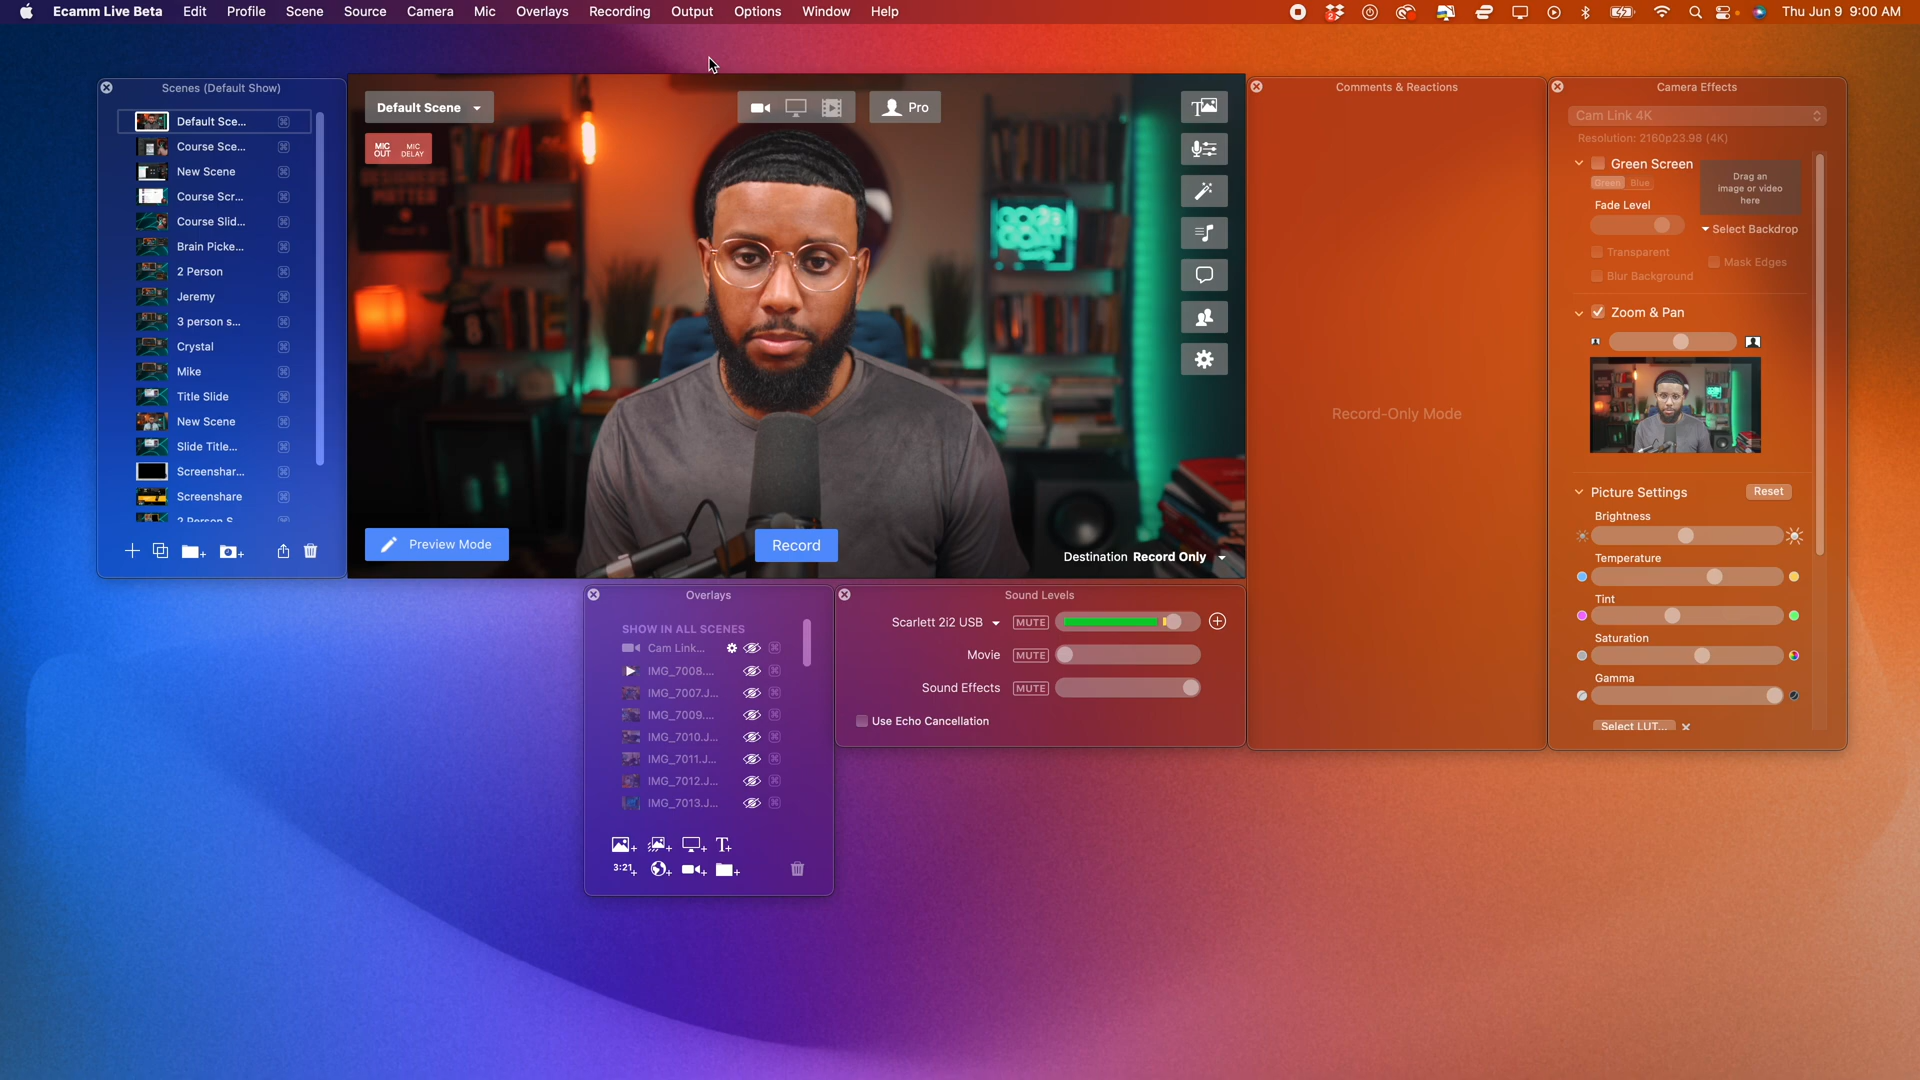 Ecamm Live Beta Edit Profile Scene Source Camera Mic Overlays Recording Output Options Window Help
2
Thu Jun 9 9:00 AM
Scenes (Default Show)
Default Sce...
Course Sce...
New Scene
Course Scr...
Course Slid...
Brain Picke...
2 Person
Jeremy
3 person s...
Crystal
Mike
Title Slide
New Scene
Slide Title...
Screenshar...
Screenshare
2 Person S
Default Scene
Pro
MIC OUT
MIC DELAY
DESIGNERS
MATTER
Preview Mode
Record
Destination Record Only
Comments & Reactions
Record-Only Mode
Camera Effects
Cam Link 4K
Resolution: 2160p23.98 (4K)
Green Screen
Green Blue
Drag an
image or video
here
Fade Level
Select Backdrop
Transparent
Mask Edges
Blur Background
Zoom & Pan
Picture Settings
Reset
Brightness
Temperature
Tint
Saturation
Gamma
Select LUT...
Overlays
SHOW IN ALL SCENES
Cam Link...
IMG_7008....
IMG_7007.J...
IMG_7009....
IMG_7010.J...
IMG_7011.J...
IMG_7012.J...
IMG_7013.J...
3:21+
Sound Levels
Scarlett 2i2 USB
MUTE
Movie
MUTE
Sound Effects
MUTE
Use Echo Cancellation